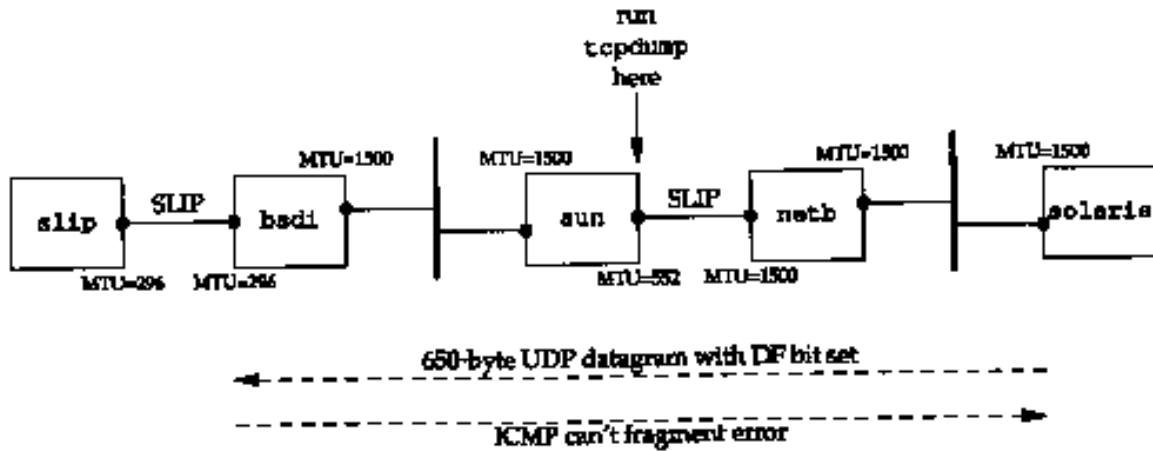 run
tcpdump
here
MTU=1500
MTU=1500
MTU=1500
MTU=1500
slip
SLIP
bsdi
sun
SLIP
netb
solaris
MTU=296
MTU=296
MTU=552
MTU=1500
650-byte UDP datagram with DF bit set
ICMP can't fragment error